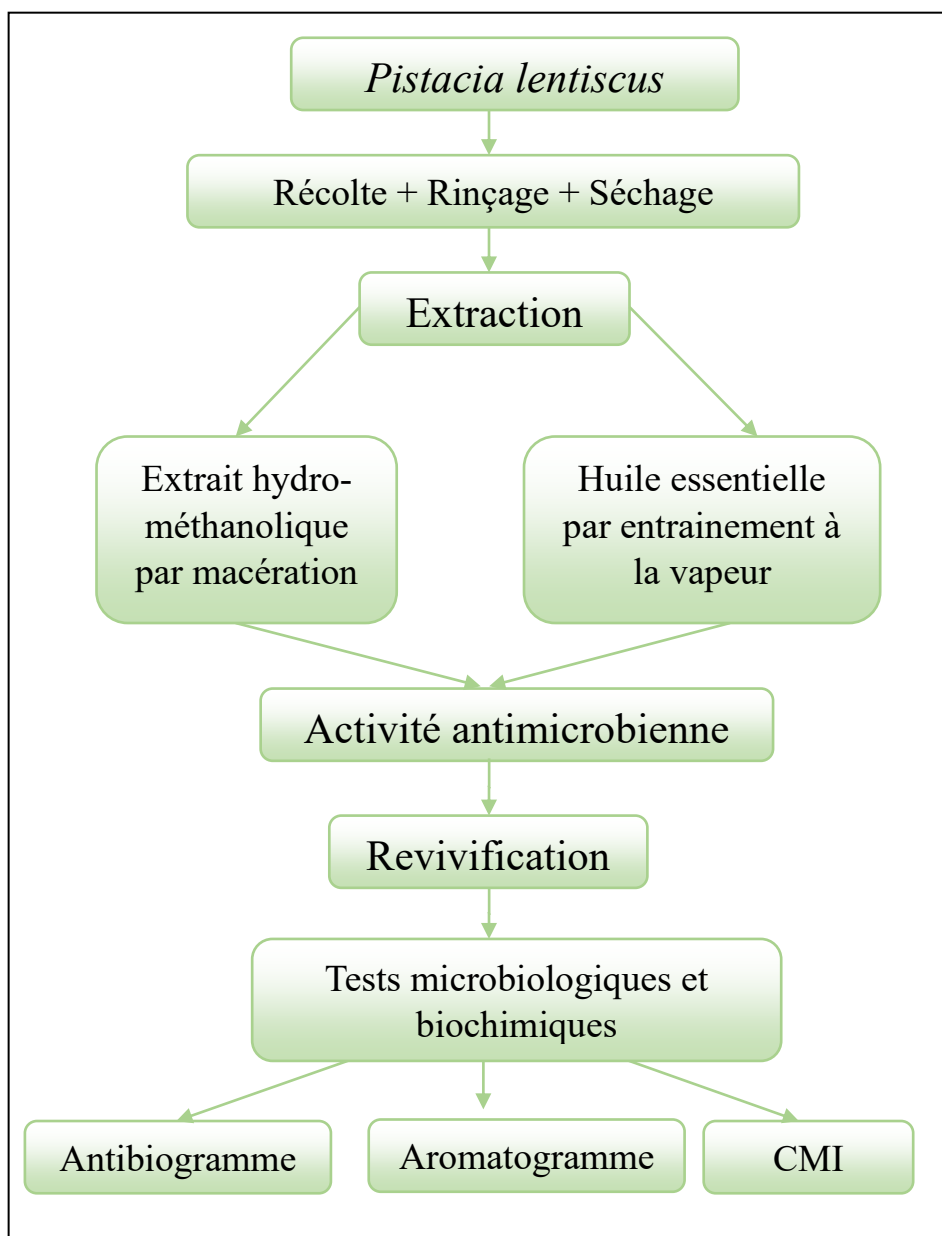 Pistacia lentiscus
Récolte + Rinçage + Séchage
Extraction
Extrait hydro-
méthanolique
par macération
Huile essentielle
par entrainement à
la vapeur
Activité antimicrobienne
Revivification
Tests microbiologiques et
biochimiques
Antibiogramme
Aromatogramme
CMI